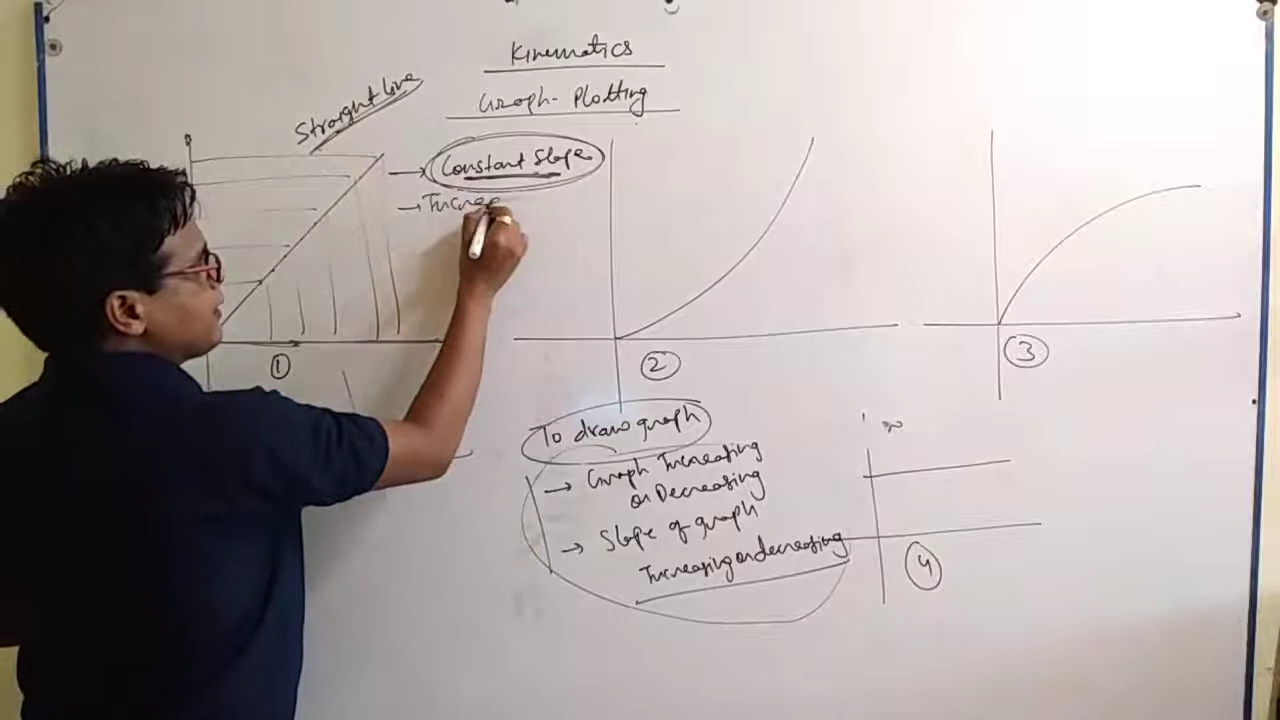 Kinematics
Graph-Plotting
Straight line
→ Constant Slope
→ Increa
①
②
③
To draw graph
→ Graph Increasing
or Decreasing
→ Slope of graph
Increasing or decreasing
④